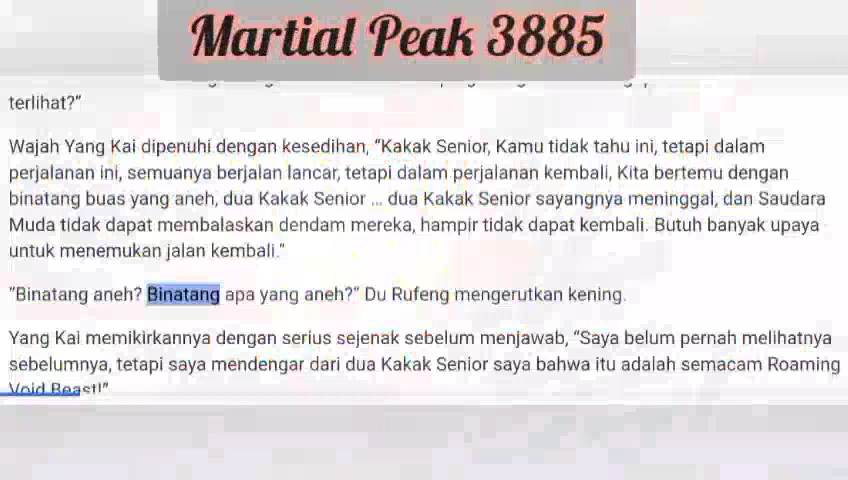 Martial Peak 3885
terlihat?”
Wajah Yang Kai dipenuhi dengan kesedihan, “Kakak Senior, Kamu tidak tahu ini, tetapi dalam
perjalanan ini, semuanya berjalan lancar, tetapi dalam perjalanan kembali, Kita bertemu dengan
binatang buas yang aneh, dua Kakak Senior ... dua Kakak Senior sayangnya meninggal, dan Saudara
Muda tidak dapat membalaskan dendam mereka, hampir tidak dapat kembali. Butuh banyak upaya
untuk menemukan jalan kembali.”
“Binatang aneh? Binatang apa yang aneh?” Du Rufeng mengerutkan kening.
Yang Kai memikirkannya dengan serius sejenak sebelum menjawab, “Saya belum pernah melihatnya
sebelumnya, tetapi saya mendengar dari dua Kakak Senior saya bahwa itu adalah semacam Roaming
Void Beast!”